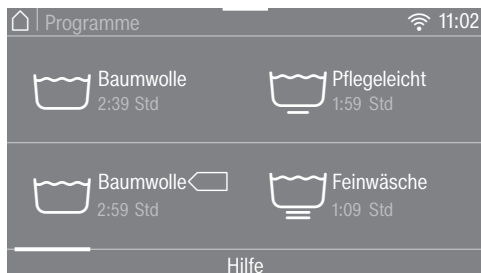 Programme 11:02
Baumwolle Pflegeleicht
2:39 Std 1:59 Std
Baumwolle Feinwäsche
2:59 Std 1:09 Std
Hilfe